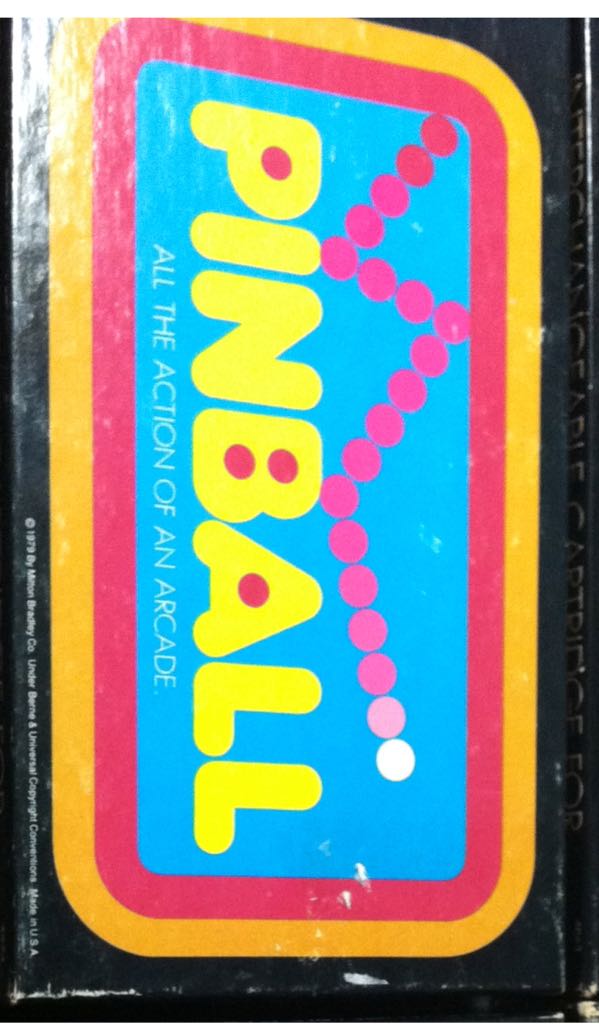 INTERCHANGEABLE CARTRIDGE FOR
PINBALL
ALL THE ACTION OF AN ARCADE.
© 1979 By Milton Bradley Co. Under Berne & Universal Copyright Conventions Made in U.S.A.